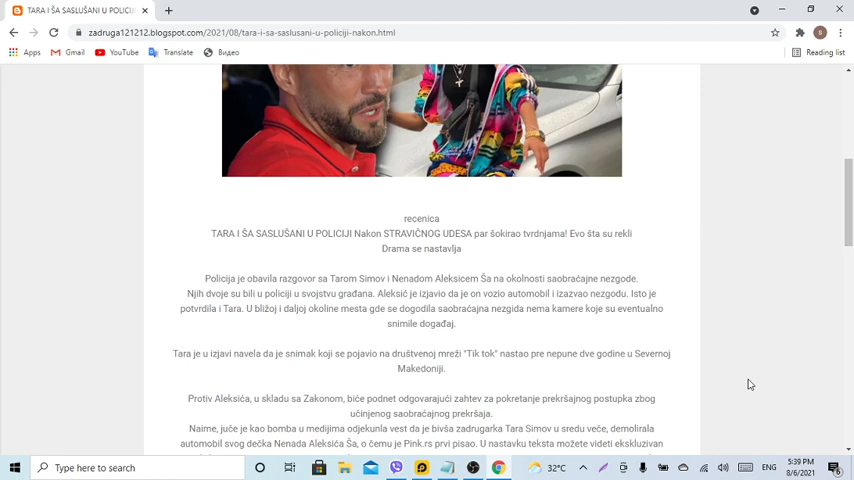 TARA I ŠA SASLUŠANI U POLICIJI
zadruga121212.blogspot.com/2021/08/tara-i-sa-saslusani-u-policiji-nakon.html
Apps Gmail YouTube Translate Видео Reading list
recenica
TARA I ŠA SASLUŠANI U POLICIJI Nakon STRAVIČNOG UDESA par šokirao tvrdnjama! Evo šta su rekli
Drama se nastavlja
Policija je obavila razgovor sa Tarom Simov i Nenadom Aleksicem Ša na okolnosti saobraćajne nezgode.
Njih dvoje su bili u policiji u svojstvu građana. Aleksić je izjavio da je on vozio automobil i izazvao nezgodu. Isto je
potvrdila i Tara. U bližoj i daljoj okoline mesta gde se dogodila saobraćajna nezgida nema kamere koje su eventualno
snimile događaj.
Tara je u izjavi navela da je snimak koji se pojavio na društvenoj mreži "Tik tok" nastao pre nepune dve godine u Severnoj
Makedoniji.
Protiv Aleksića, u skladu sa Zakonom, biće podnet odgovarajući zahtev za pokretanje prekršajnog postupka zbog
učinjenog saobraćajnog prekršaja.
Naime, juče je kao bomba u medijima odjekunla vest da je bivša zadrugarka Tara Simov u sredu veče, demolirala
automobil svog dečka Nenada Aleksića Ša, o čemu je Pink.rs prvi pisao. U nastavku teksta možete videti ekskluzivan
Type here to search
32°C
ENG
5:39 PM
8/6/2021